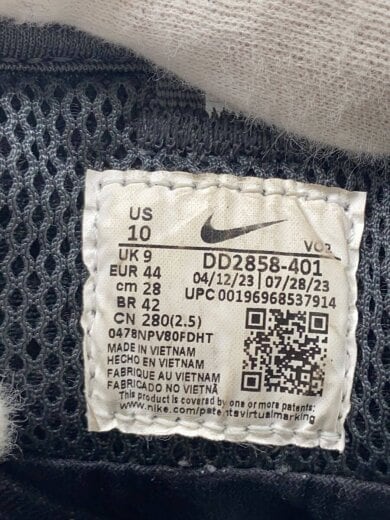 US
10
VO2
UK 9
DD2858-401
EUR 44
04/12/23 | 07/28/23
cm 28
UPC 00196968537914
BR 42
CN 280(2.5)
0478NPV80FDHT
MADE IN VIETNAM
HECHO EN VIETNAM
FABRIQUE AU VIETNAM
FABRICADO NO VIETNÃ
This product is covered by one or more patents:
www.nike.com/patentsvirtualmarking